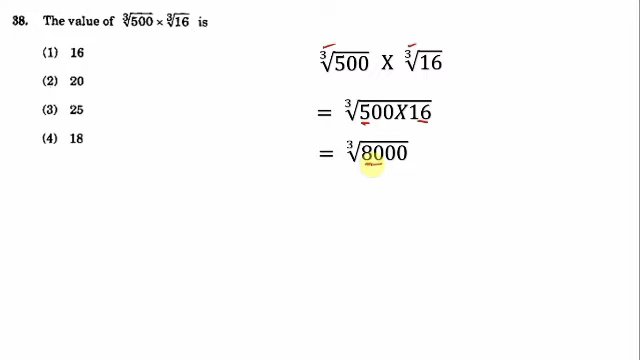 38. The value of ∛500 × ∛16 is
(1) 16
(2) 20
(3) 25
(4) 18
∛500 X ∛16
= ∛500X16
= ∛8000